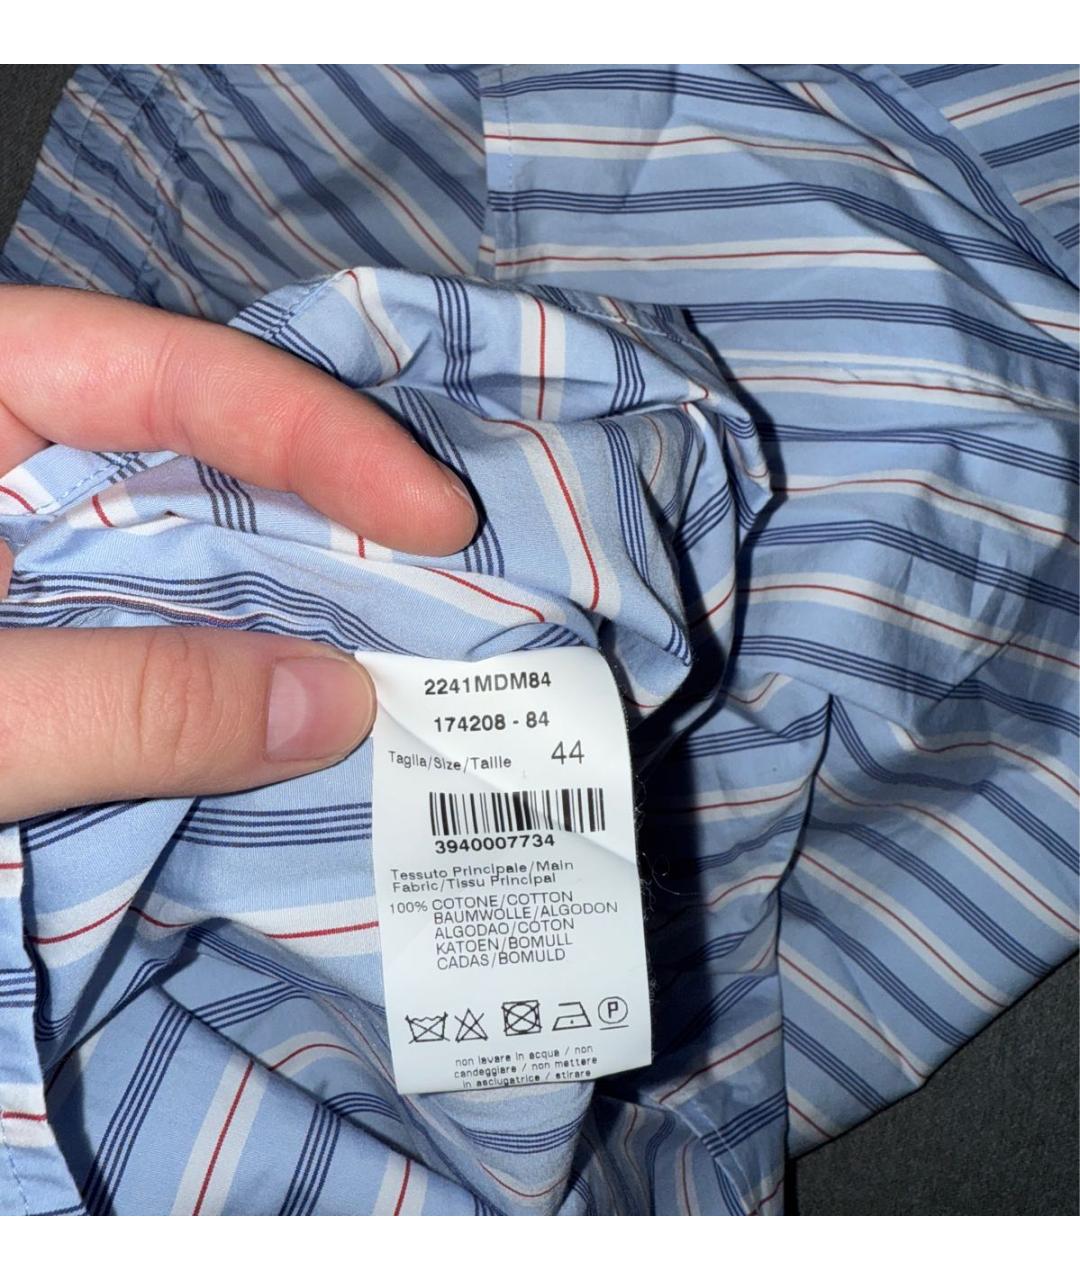 2241MDM84
174208 - 84
Taglia/Size/Taille 44
3940007734
Tessuto Principale/Main
Fabric/Tissu Principal
100% COTONE/COTTON
BAUMWOLLE/ALGODON
ALGODAO/COTON
KATOEN/BOMULL
CADAS/BOMULD
P
non lavare in acqua / non
candeggiare / non mettere
in asciugatrice / stirare